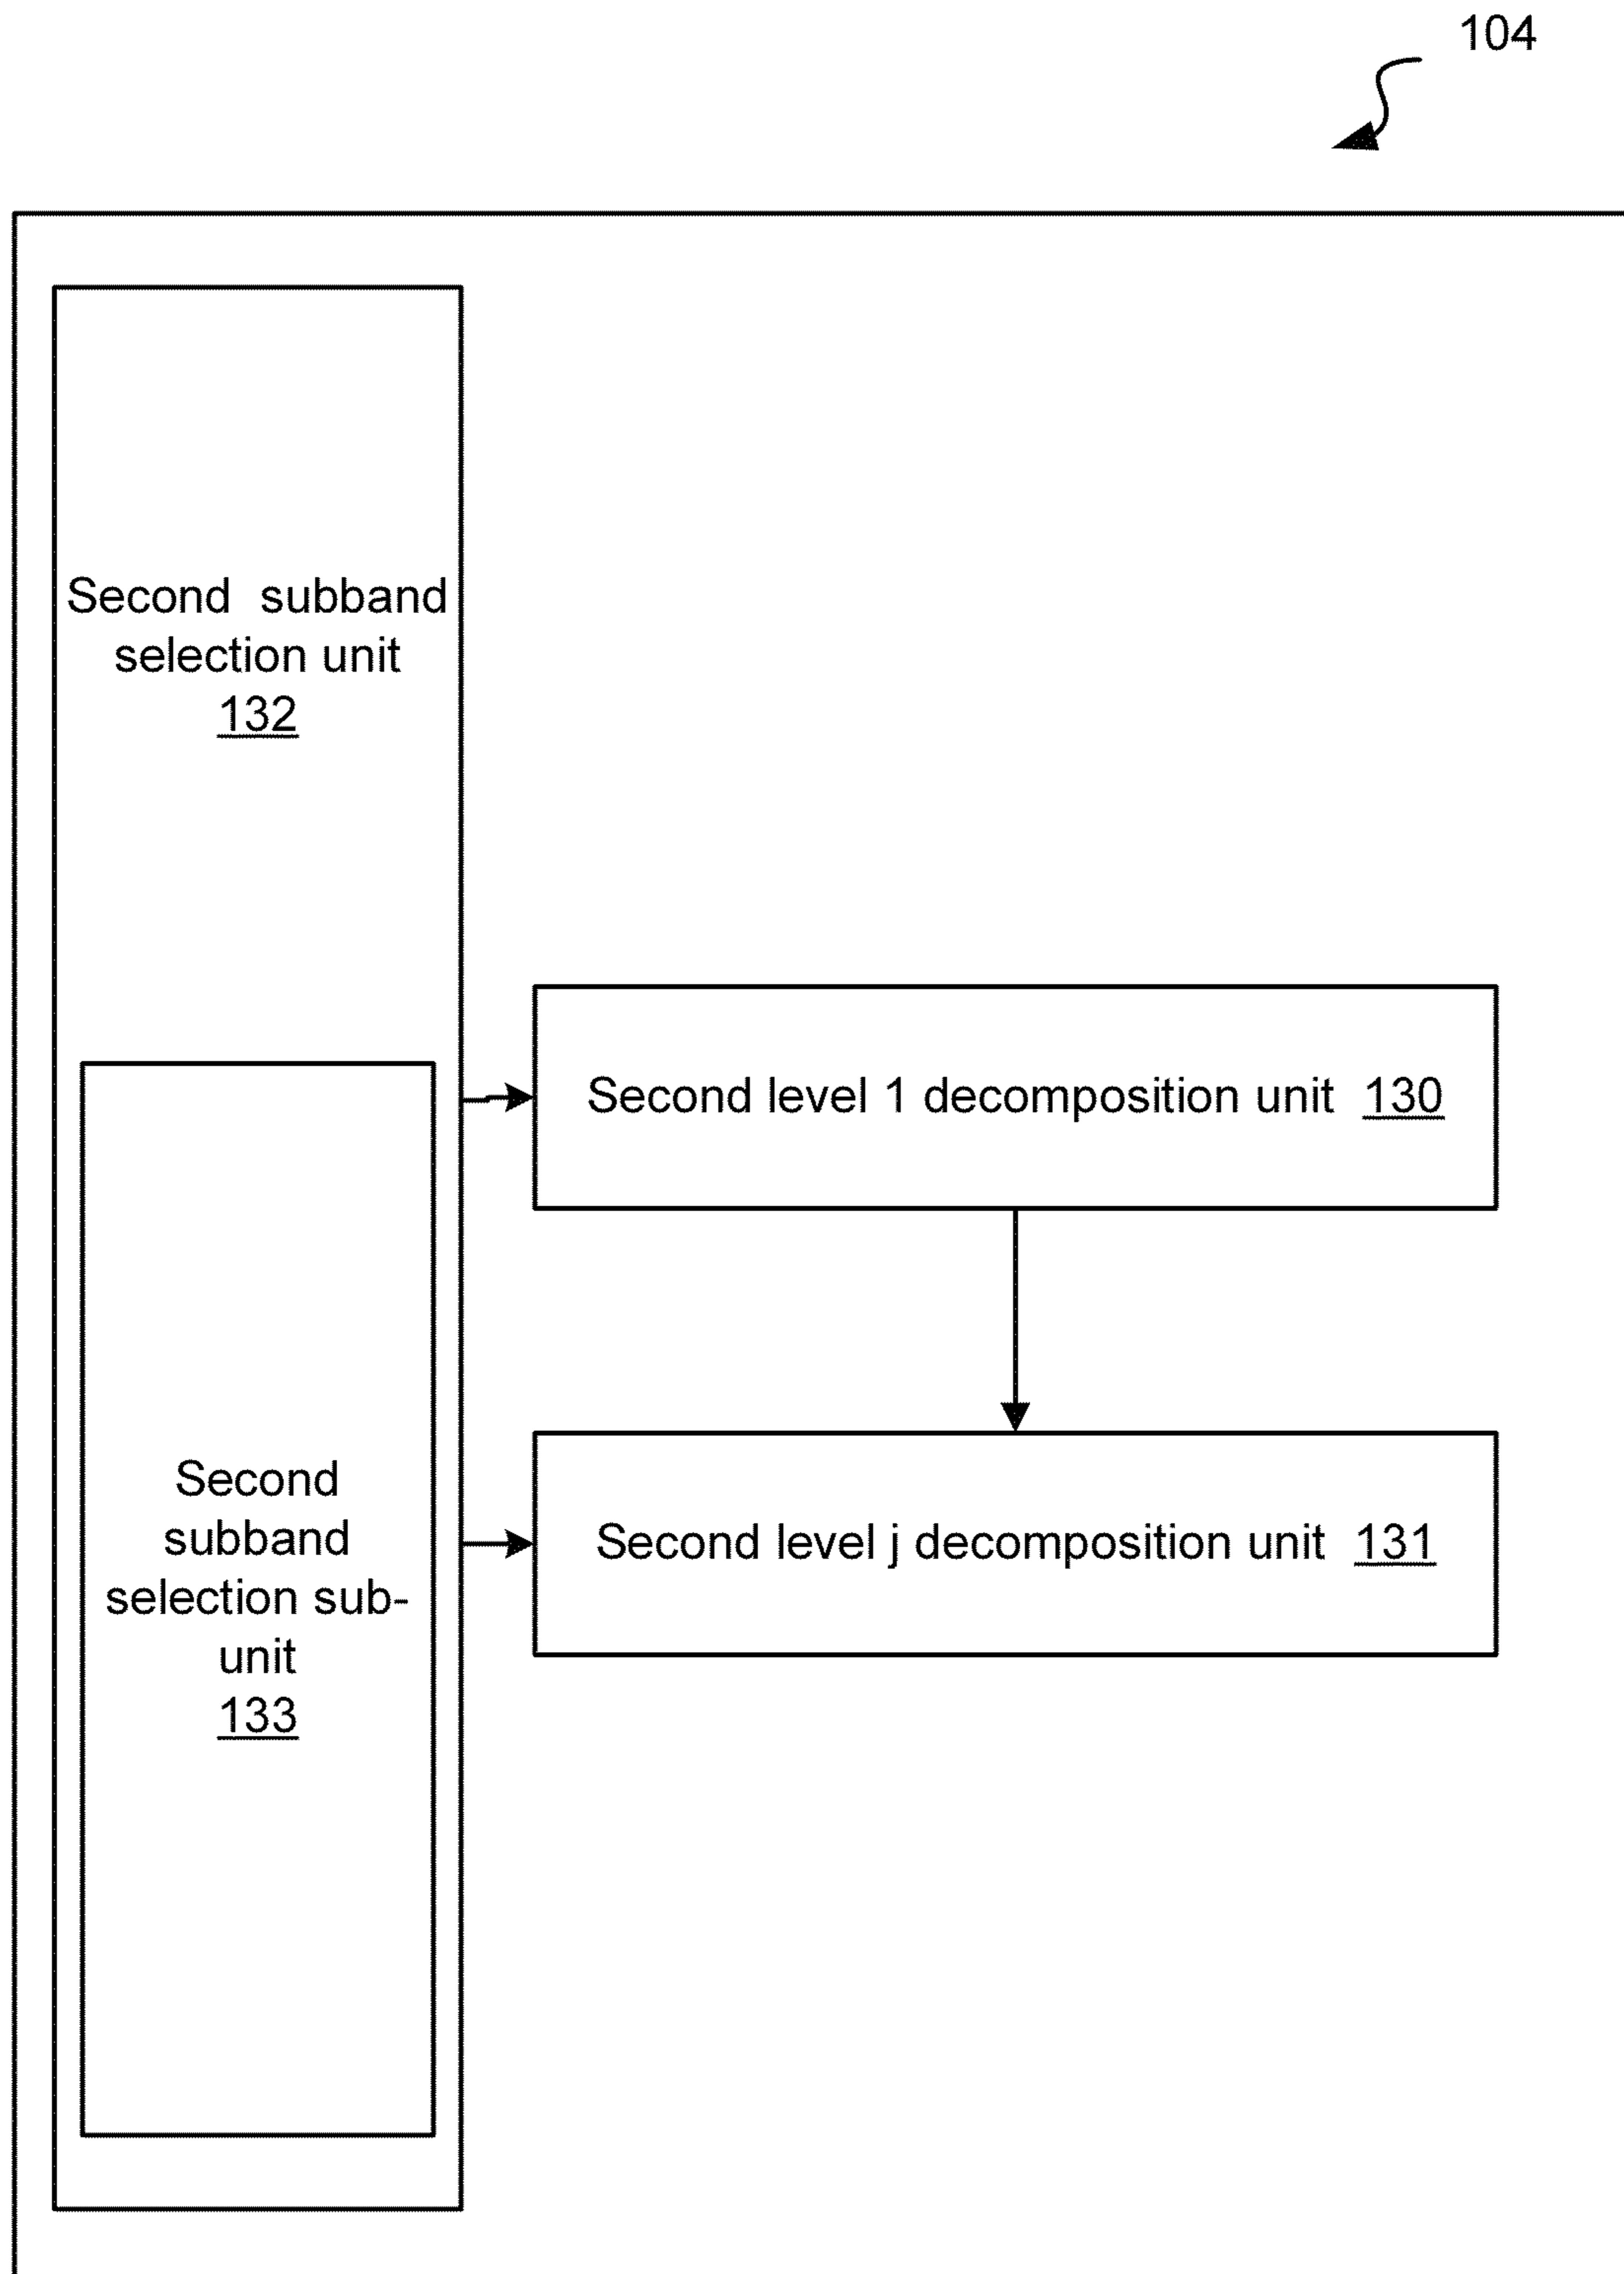 104
Second subband
selection unit
132
Second level 1 decomposition unit 130
Second
subband
selection sub-
unit
133
Second level j decomposition unit 131